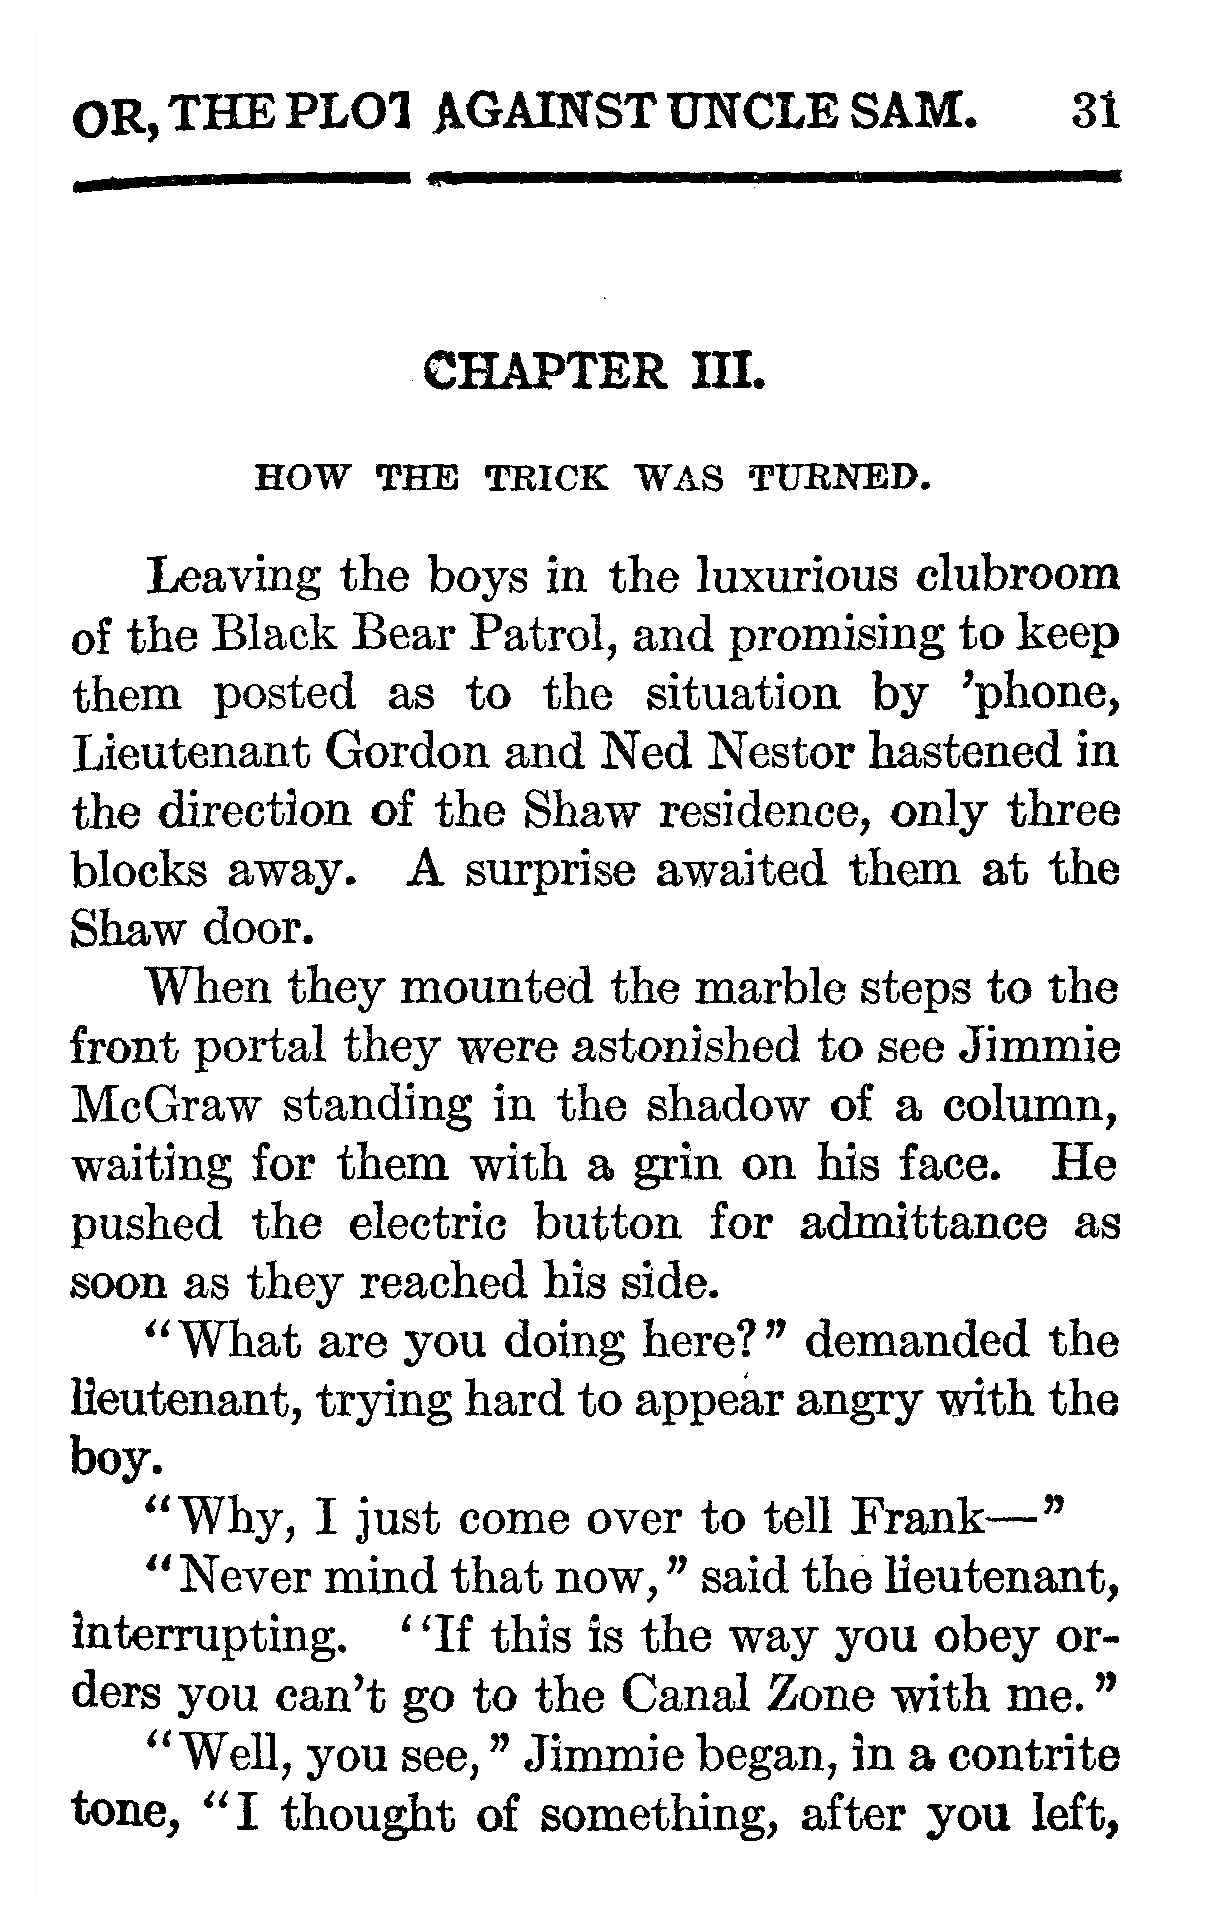 OR, THE PLOT AGAINST UNCLE SAM. 31
CHAPTER III.
HOW THE TRICK WAS TURNED.
Leaving the boys in the luxurious clubroom
of the Black Bear Patrol, and promising to keep
them posted as to the situation by ’phone,
Lieutenant Gordon and Ned Nestor hastened in
the direction of the Shaw residence, only three
blocks away. A surprise awaited them at the
Shaw door.
When they mounted the marble steps to the
front portal they were astonished to see Jimmie
McGraw standing in the shadow of a column,
waiting for them with a grin on his face. He
pushed the electric button for admittance as
soon as they reached his side.
“What are you doing here?” demanded the
lieutenant, trying hard to appear angry with the
boy.
“Why, I just come over to tell Frank—”
“Never mind that now,” said the lieutenant,
interrupting. “If this is the way you obey or-
ders you can’t go to the Canal Zone with me.”
“Well, you see,” Jimmie began, in a contrite
tone, “I thought of something, after you left,